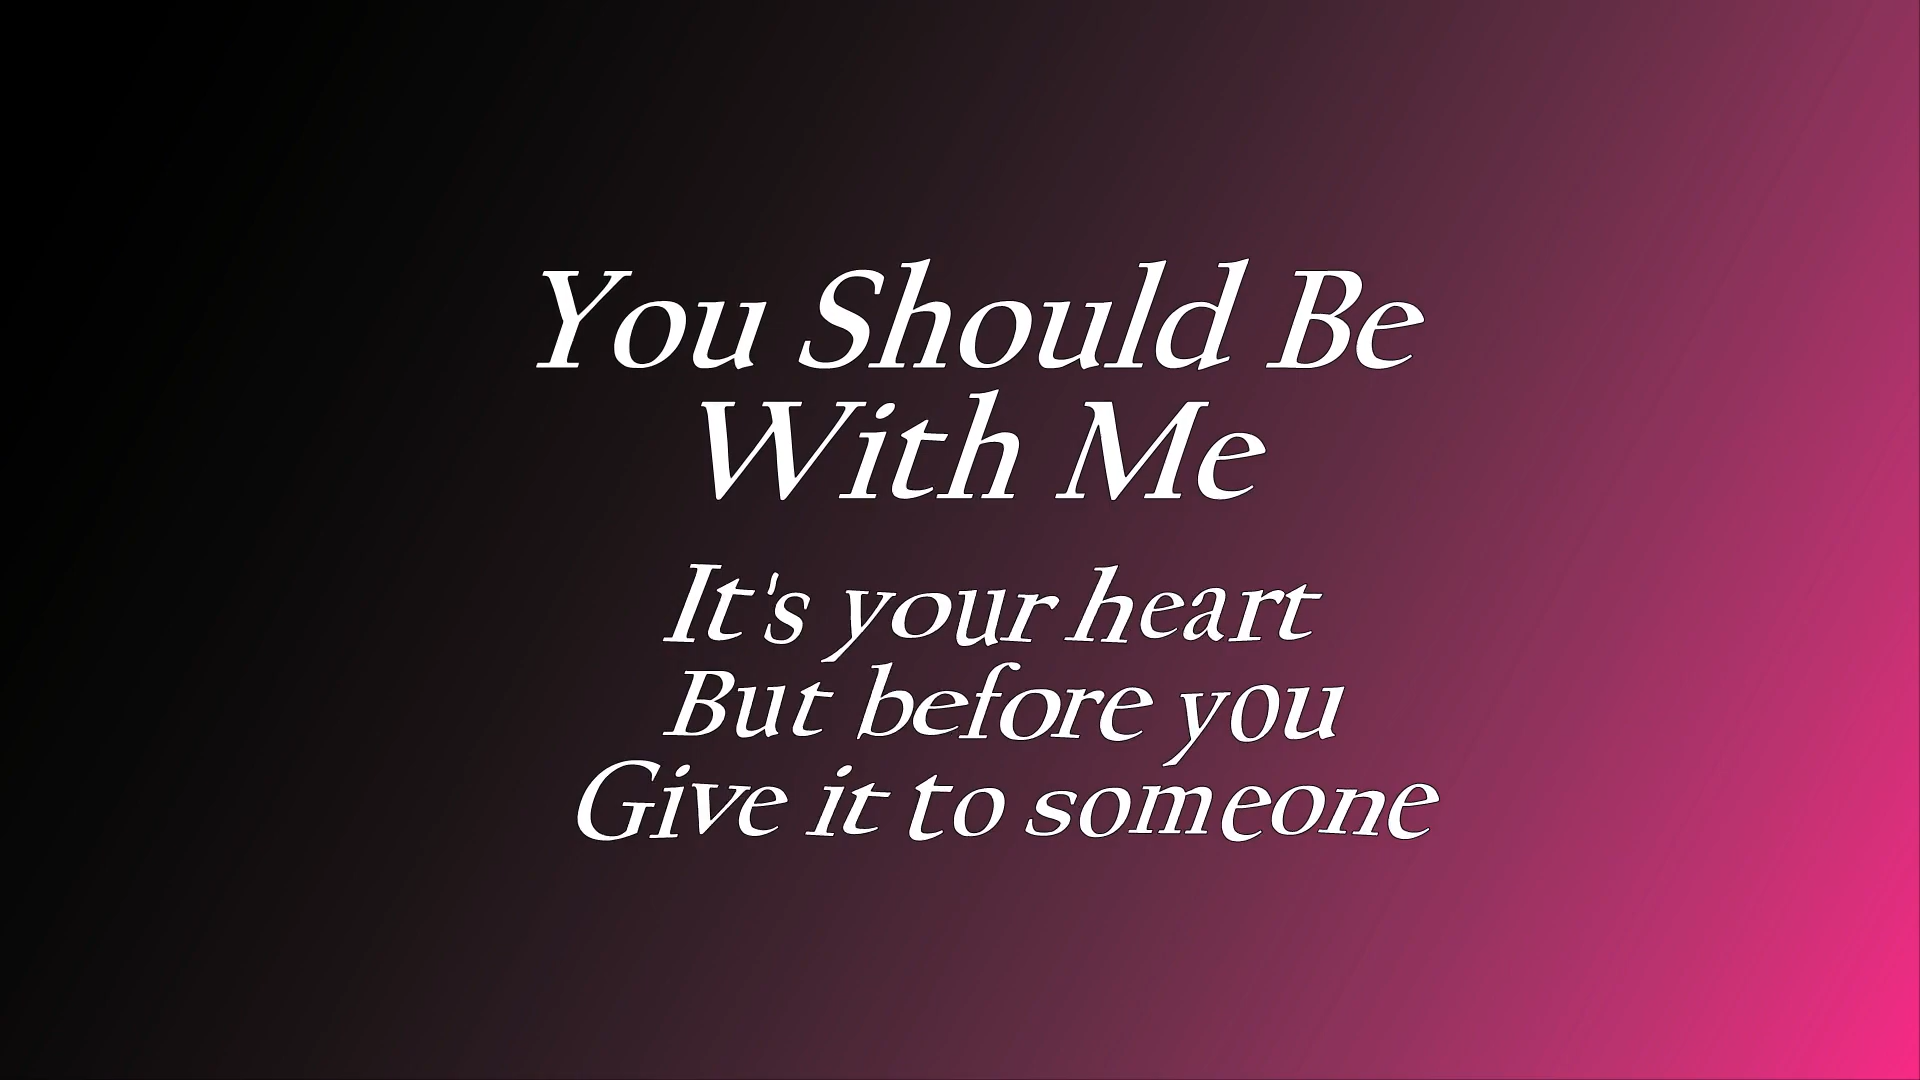 You Should Be
With Me
It's your heart
But before you
Give it to someone